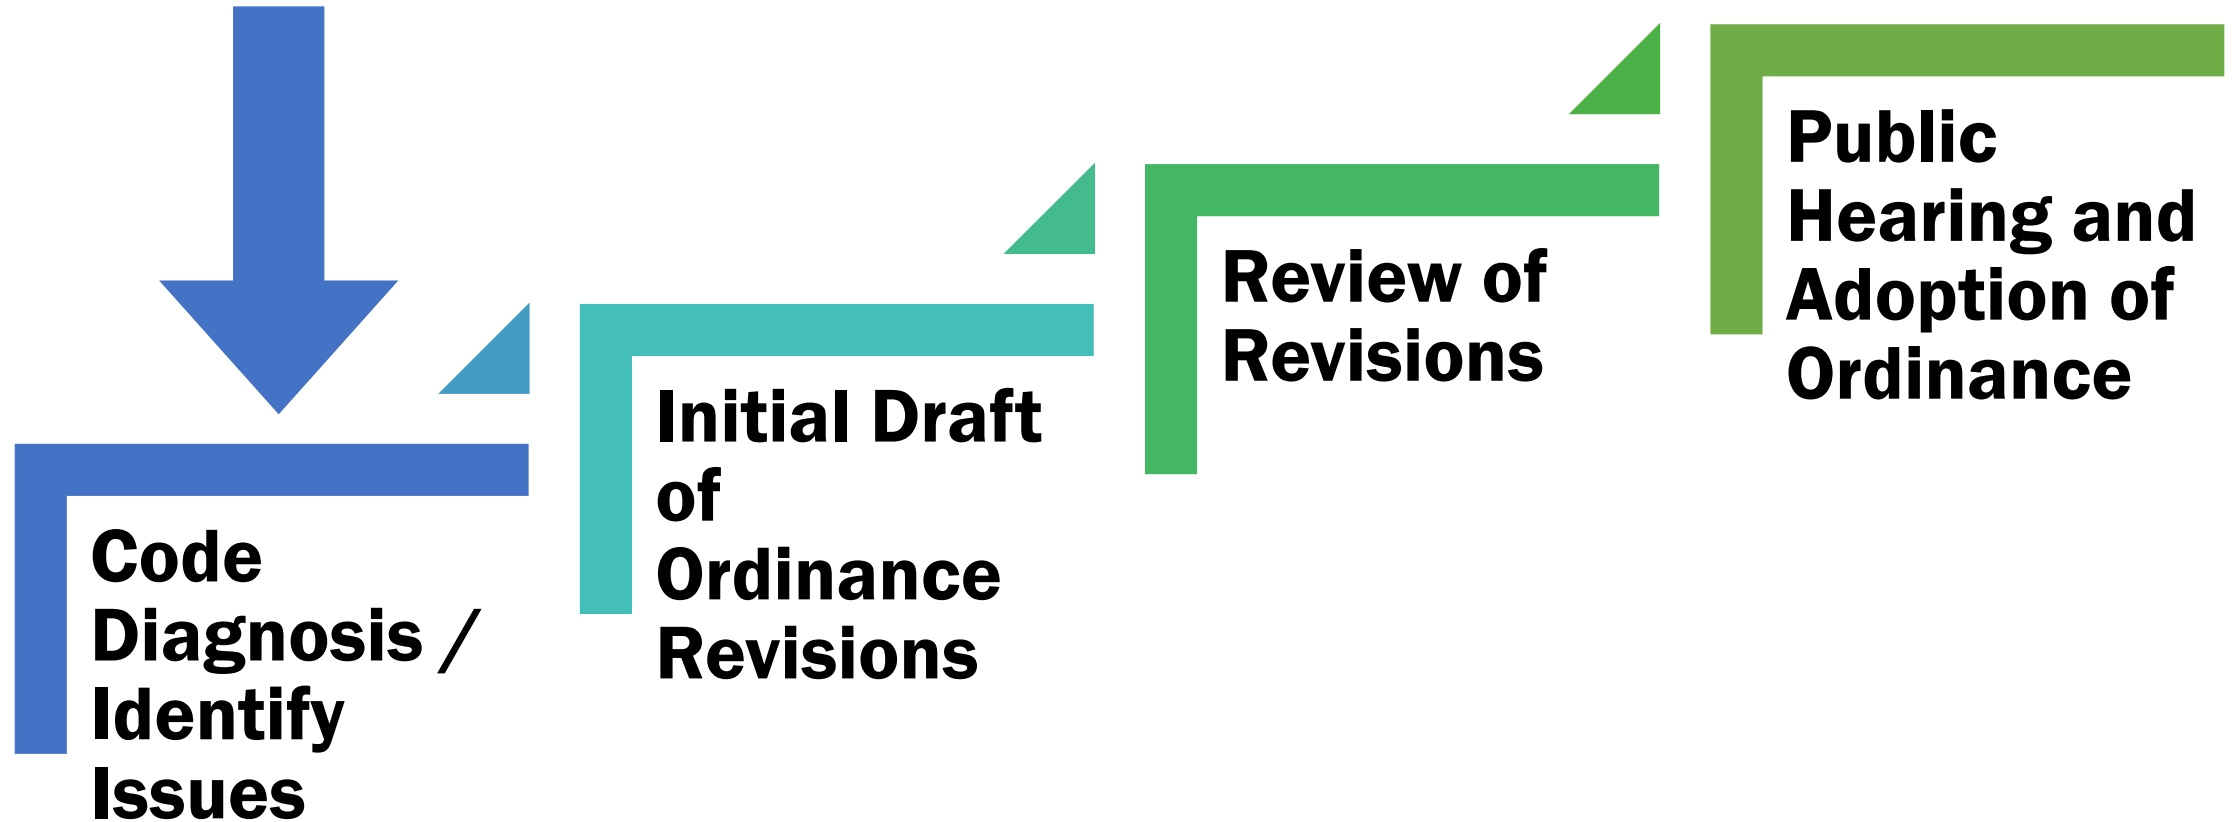 Code
Diagnosis /
Identify
Issues
Initial Draft
of
Ordinance
Revisions
Review of
Revisions
Public
Hearing and
Adoption of
Ordinance